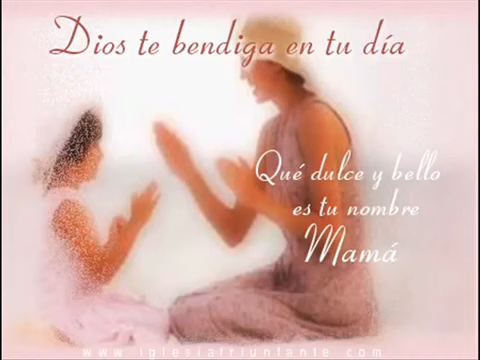 Dios te bendiga en tu día
Qué dulce y bello
es tu nombre
Mamá
www.iglesiatriunfante.com